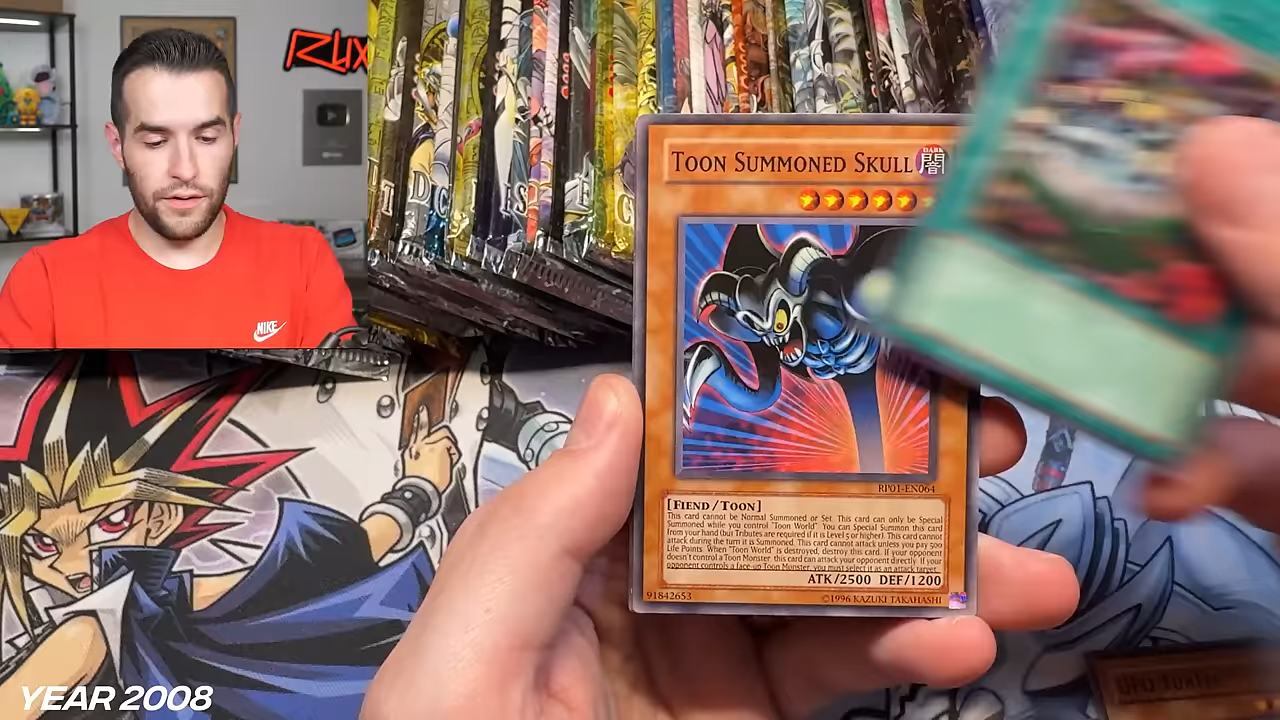 RUX
NIKE
TOON SUMMONED SKULL
DARK
闇
RP01-EN064
[FIEND/TOON]
This card cannot be Normal Summoned or Set. This card can only be Special
Summoned while you control "Toon World" You can Special Summon this card
from your hand (but Tributes are required if it is Level 5 or higher). This card cannot
attack during the turn it is Summoned. This card cannot attack unless you pay 500
Life Points. When "Toon World" is destroyed, destroy this card. If your opponent
doesn't control a Toon Monster, this card can attack your opponent directly. If your
opponent controls a face-up Toon Monster, you must select it as an attack target.
ATK/2500 DEF/1200
91842653
©1996 KAZUKI TAKAHASHI
YEAR 2008